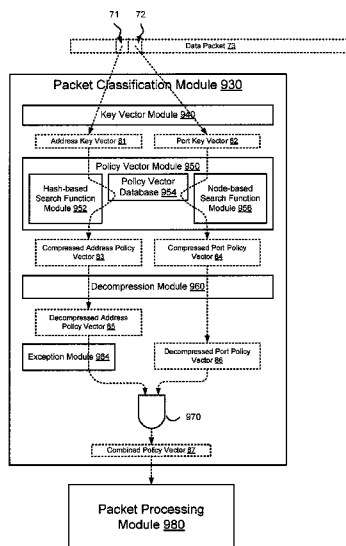 71
72
Data Packet 73
Packet Classification Module 930
Key Vector Module 940
Address Key Vector 81
Port Key Vector 82
Policy Vector Module 950
Hash-based
Search Function
Module 952
Policy Vector
Database 954
Node-based
Search Function
Module 956
Compressed Address Policy
Vector 83
Compressed Port Policy
Vector 84
Decompression Module 960
Decompressed Address
Policy Vector 85
Exception Module 964
Decompressed Port Policy
Vector 86
970
Combined Policy Vector 87
Packet Processing
Module 980